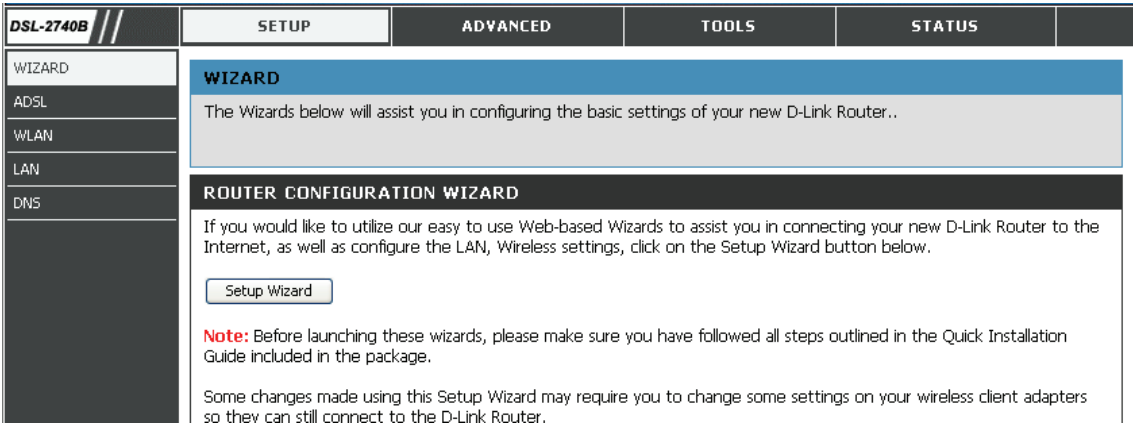 DSL-2740B SETUP ADVANCED TOOLS STATUS
WIZARD
ADSL
WLAN
LAN
DNS
WIZARD
The Wizards below will assist you in configuring the basic settings of your new D-Link Router..
ROUTER CONFIGURATION WIZARD
If you would like to utilize our easy to use Web-based Wizards to assist you in connecting your new D-Link Router to the
Internet, as well as configure the LAN, Wireless settings, click on the Setup Wizard button below.
Setup Wizard
Note: Before launching these wizards, please make sure you have followed all steps outlined in the Quick Installation
Guide included in the package.
Some changes made using this Setup Wizard may require you to change some settings on your wireless client adapters
so they can still connect to the D-Link Router.